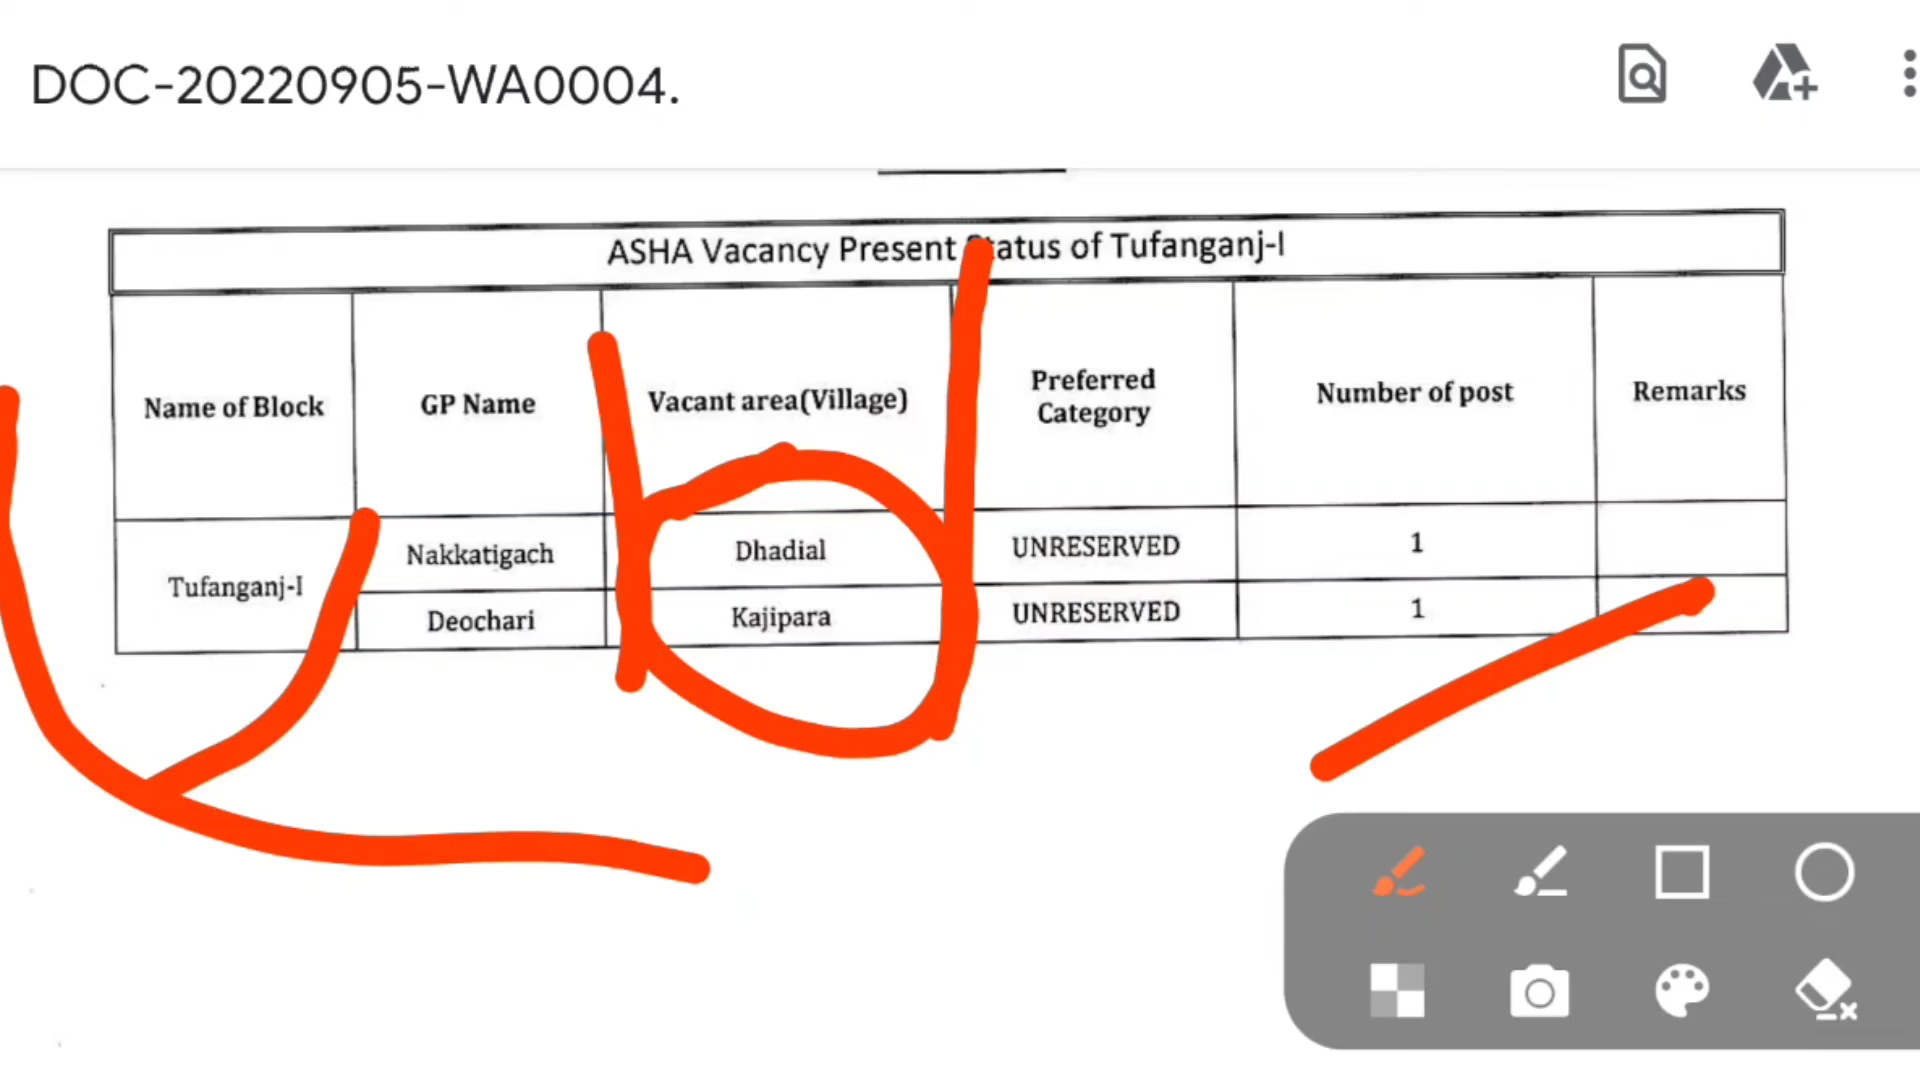 DOC-20220905-WA0004.
ASHA Vacancy Present Status of Tufanganj-I
Name of Block
GP Name
Vacant area(Village)
Preferred Category
Number of post
Remarks
Tufanganj-I
Nakkatigach
Dhadial
UNRESERVED
1
Deochari
Kajipara
UNRESERVED
1